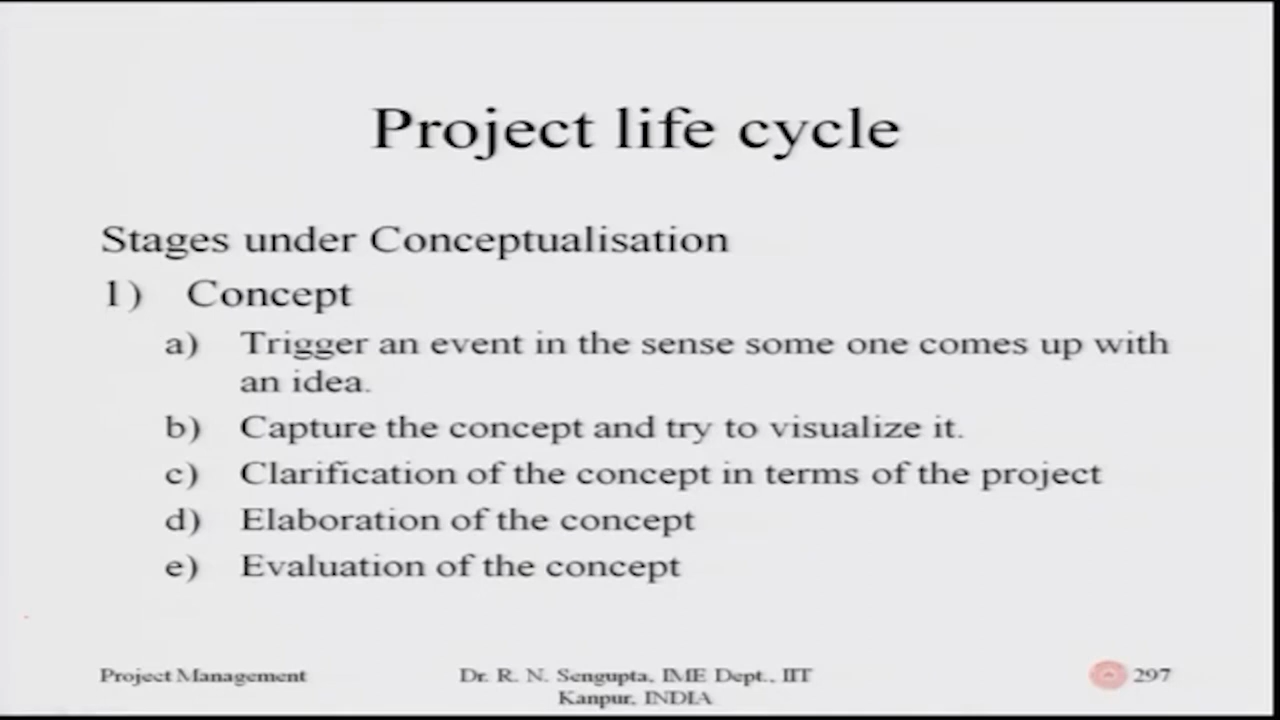 Project life cycle
Stages under Conceptualisation
1) Concept
a) Trigger an event in the sense some one comes up with
an idea.
b) Capture the concept and try to visualize it.
c) Clarification of the concept in terms of the project
d) Elaboration of the concept
e) Evaluation of the concept
Project Management
Dr. R. N. Sengupta, IME Dept., IIT
Kanpur, INDIA
297